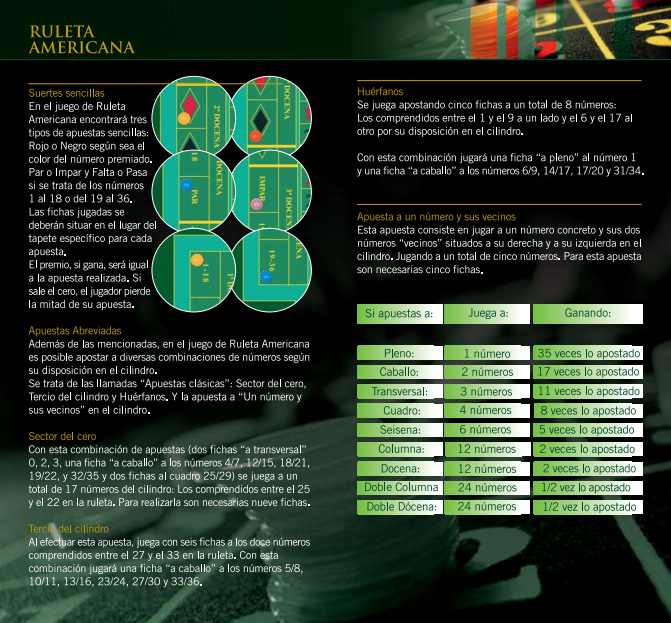 RULETA
AMERICANA
Suertes sencillas
En el juego de Ruleta
Americana encontrará tres
tipos de apuestas sencillas:
Rojo o Negro según sea el
color del número premiado.
Par o Impar y Falta o Pasa
si se trata de los números
1 al 18 o del 19 al 36.
Las fichas jugadas se
deberán situar en el lugar del
tapete específico para cada
apuesta.
El premio, si gana, será igual
a la apuesta realizada. Si
sale el cero, el jugador pierde
la mitad de su apuesta.
2ª DOCENA
DOCENA
18
PAR
IMPAR
3ª DOCENA
1-18
1ª D
19-36
ENA
Apuestas Abreviadas
Además de las mencionadas, en el juego de Ruleta Americana
es posible apostar a diversas combinaciones de números según
su disposición en el cilindro.
Se trata de las llamadas “Apuestas clásicas”: Sector del cero,
Tercio del cilindro y Huérfanos. Y la apuesta a “Un número y
sus vecinos” en el cilindro.
Sector del cero
Con esta combinación de apuestas (dos fichas “a transversal”
0, 2, 3, una ficha “a caballo” a los números 4/7, 12/15, 18/21,
19/22, y 32/35 y dos fichas al cuadro 25/29) se juega a un
total de 17 números del cilindro: Los comprendidos entre el 25
y el 22 en la ruleta. Para realizarla son necesarias nueve fichas.
Tercio del cilindro
Al efectuar esta apuesta, juega con seis fichas a los doce números
comprendidos entre el 27 y el 33 en la ruleta. Con esta
combinación jugará una ficha “a caballo” a los números 5/8,
10/11, 13/16, 23/24, 27/30 y 33/36.
Huérfanos
Se juega apostando cinco fichas a un total de 8 números:
Los comprendidos entre el 1 y el 9 a un lado y el 6 y el 17 al
otro por su disposición en el cilindro.
Con esta combinación jugará una ficha “a pleno” al número 1
y una ficha “a caballo” a los números 6/9, 14/17, 17/20 y 31/34.
Apuesta a un número y sus vecinos
Esta apuesta consiste en jugar a un número concreto y sus dos
números “vecinos” situados a su derecha y a su izquierda en el
cilindro. Jugando a un total de cinco números. Para esta apuesta
son necesarias cinco fichas.
Si apuestas a: Juega a: Ganando:
Pleno: 1 número 35 veces lo apostado
Caballo: 2 números 17 veces lo apostado
Transversal: 3 números 11 veces lo apostado
Cuadro: 4 números 8 veces lo apostado
Seisena: 6 números 5 veces lo apostado
Columna: 12 números 2 veces lo apostado
Docena: 12 números 2 veces lo apostado
Doble Columna 24 números 1/2 vez lo apostado
Doble Dócena: 24 números 1/2 vez lo apostado